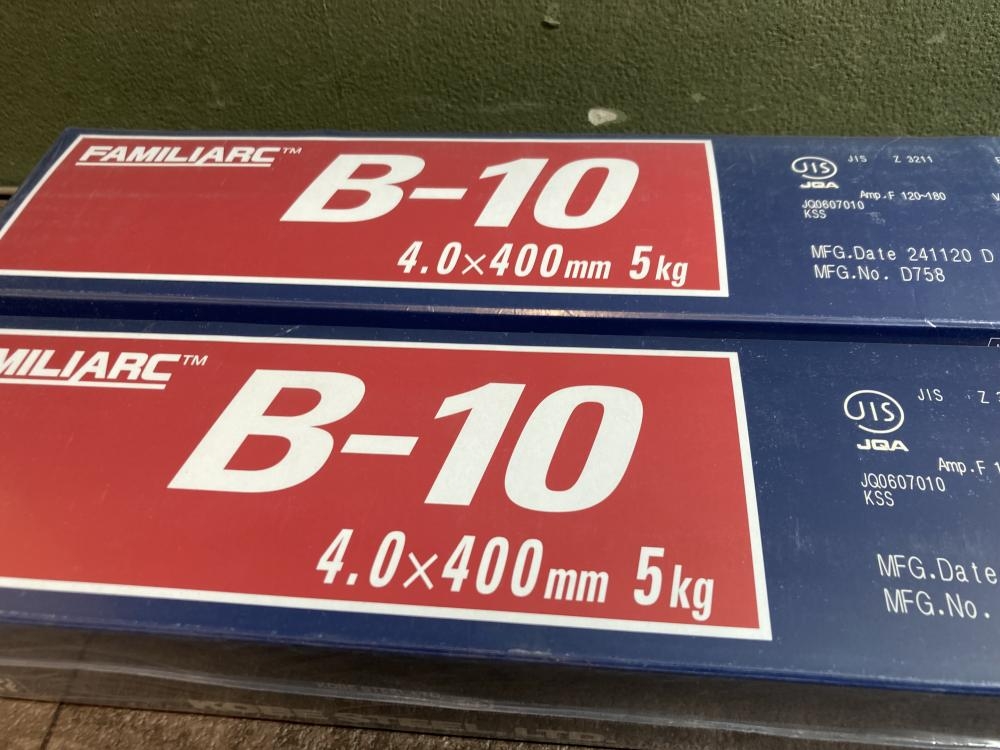 FAMILIARC™
B-10
4.0×400mm 5kg
JIS
JQA
JIS Z 3211
Amp.F 120~180
JQ0607010
KSS
MFG.Date 241120 D
MFG.No. D758
MILIARC™
B-10
4.0×400mm 5kg
JIS
JQA
JIS Z
Amp.F 1
JQ0607010
KSS
MFG.Date
MFG.No.